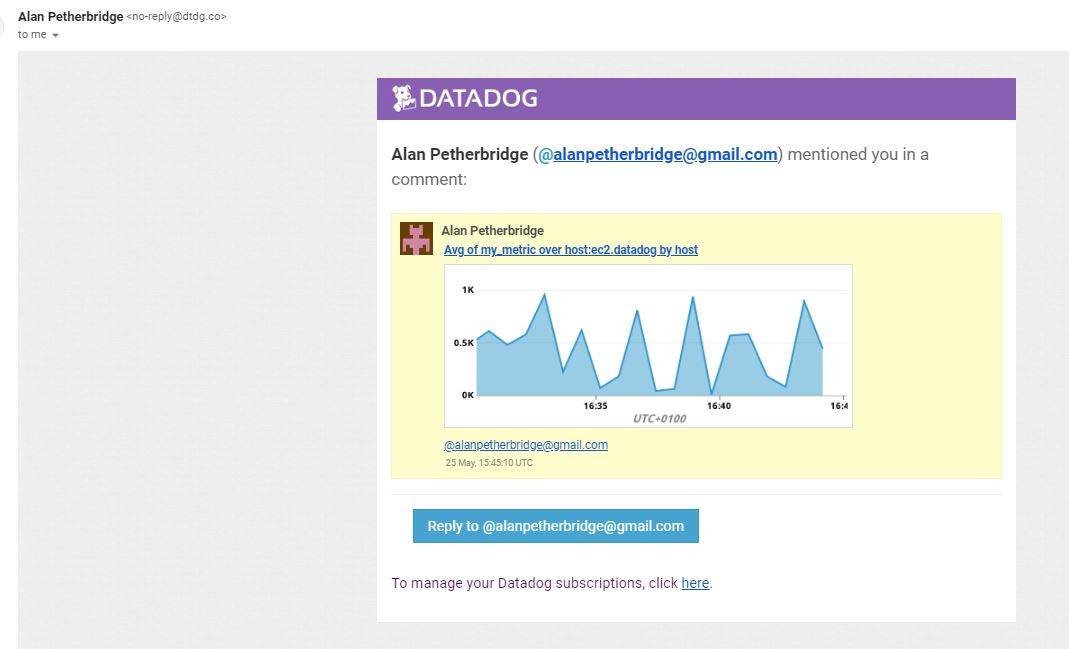 Alan Petherbridge <no-reply@dtdg.co>
to me
DATADOG
Alan Petherbridge (@alanpetherbridge@gmail.com) mentioned you in a
comment:
Alan Petherbridge
Avg of my_metric over host:ec2.datadog by host
1K
0.5K
0K
16:35 16:40 16:4
UTC+0100
@alanpetherbridge@gmail.com
25 May, 15:45:10 UTC
Reply to @alanpetherbridge@gmail.com
To manage your Datadog subscriptions, click here.